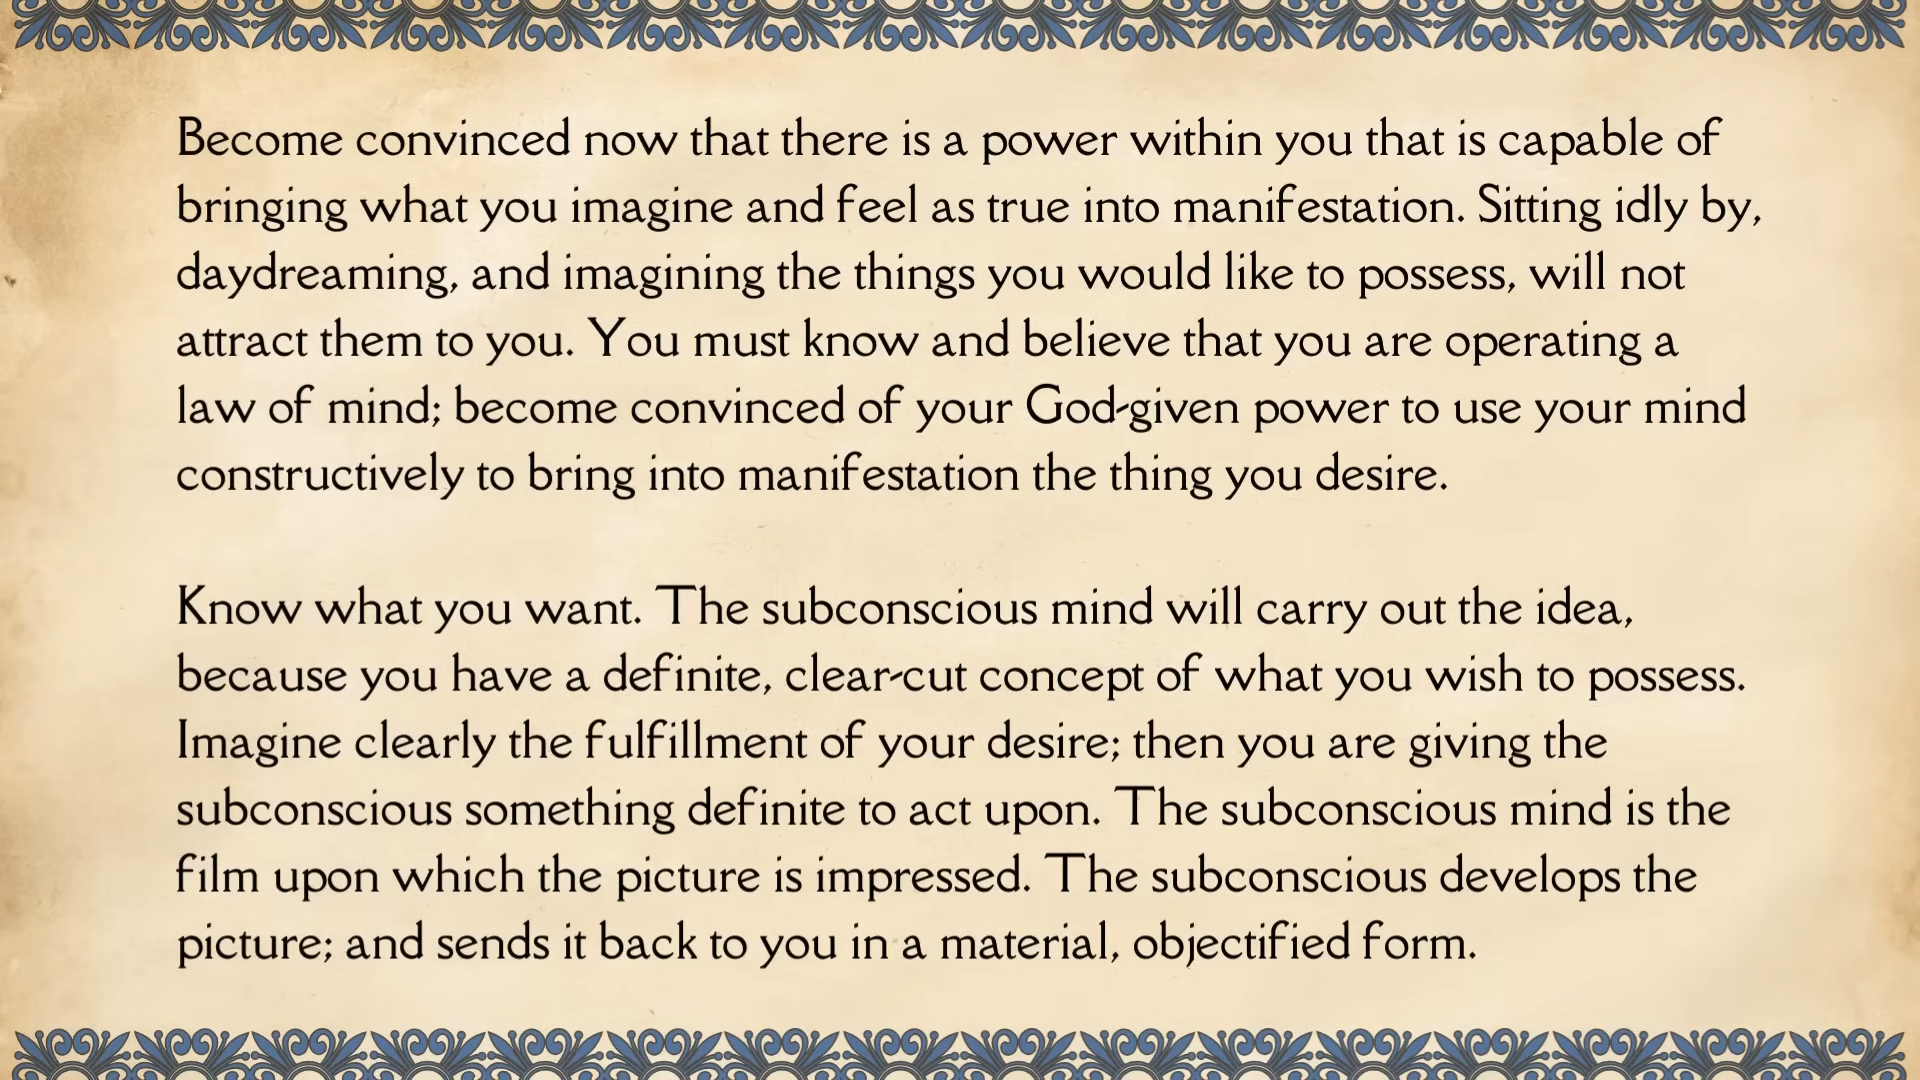 Become convinced now that there is a power within you that is capable of
bringing what you imagine and feel as true into manifestation. Sitting idly by,
daydreaming, and imagining the things you would like to possess, will not
attract them to you. You must know and believe that you are operating a
law of mind; become convinced of your God-given power to use your mind
constructively to bring into manifestation the thing you desire.
Know what you want. The subconscious mind will carry out the idea,
because you have a definite, clear-cut concept of what you wish to possess.
Imagine clearly the fulfillment of your desire; then you are giving the
subconscious something definite to act upon. The subconscious mind is the
film upon which the picture is impressed. The subconscious develops the
picture; and sends it back to you in a material, objectified form.